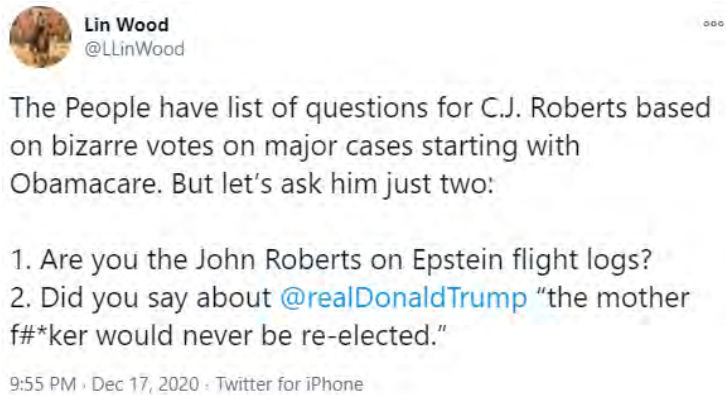 Lin Wood
@LLinWood
The People have list of questions for C.J. Roberts based
on bizarre votes on major cases starting with
Obamacare. But let's ask him just two:
1. Are you the John Roberts on Epstein flight logs?
2. Did you say about @realDonaldTrump “the mother
f#*ker would never be re-elected.”
9:55 PM · Dec 17, 2020 · Twitter for iPhone